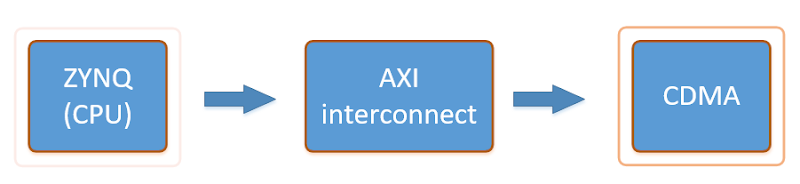 ZYNQ
(CPU)
AXI
interconnect
CDMA